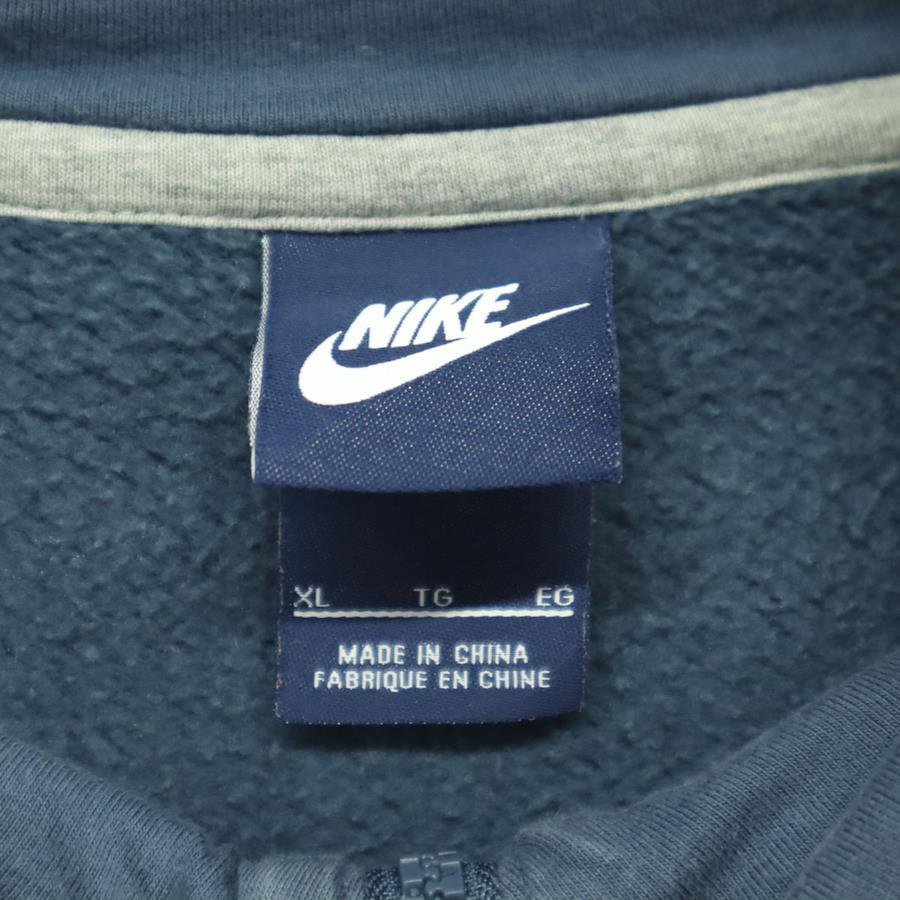 NIKE
XL TG EG
MADE IN CHINA
FABRIQUE EN CHINE